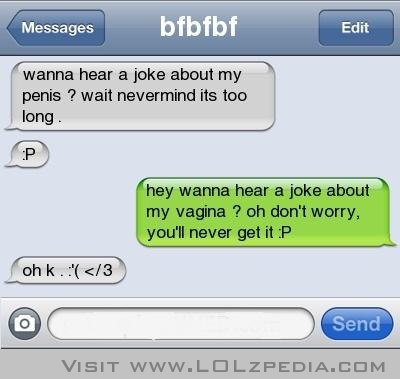 Messages bfbfbf Edit
wanna hear a joke about my
penis ? wait nevermind its too
long .
:P
hey wanna hear a joke about
my vagina ? oh don't worry,
you'll never get it :P
oh k . :'( </3
Send
Visit www.LOLzpedia.com